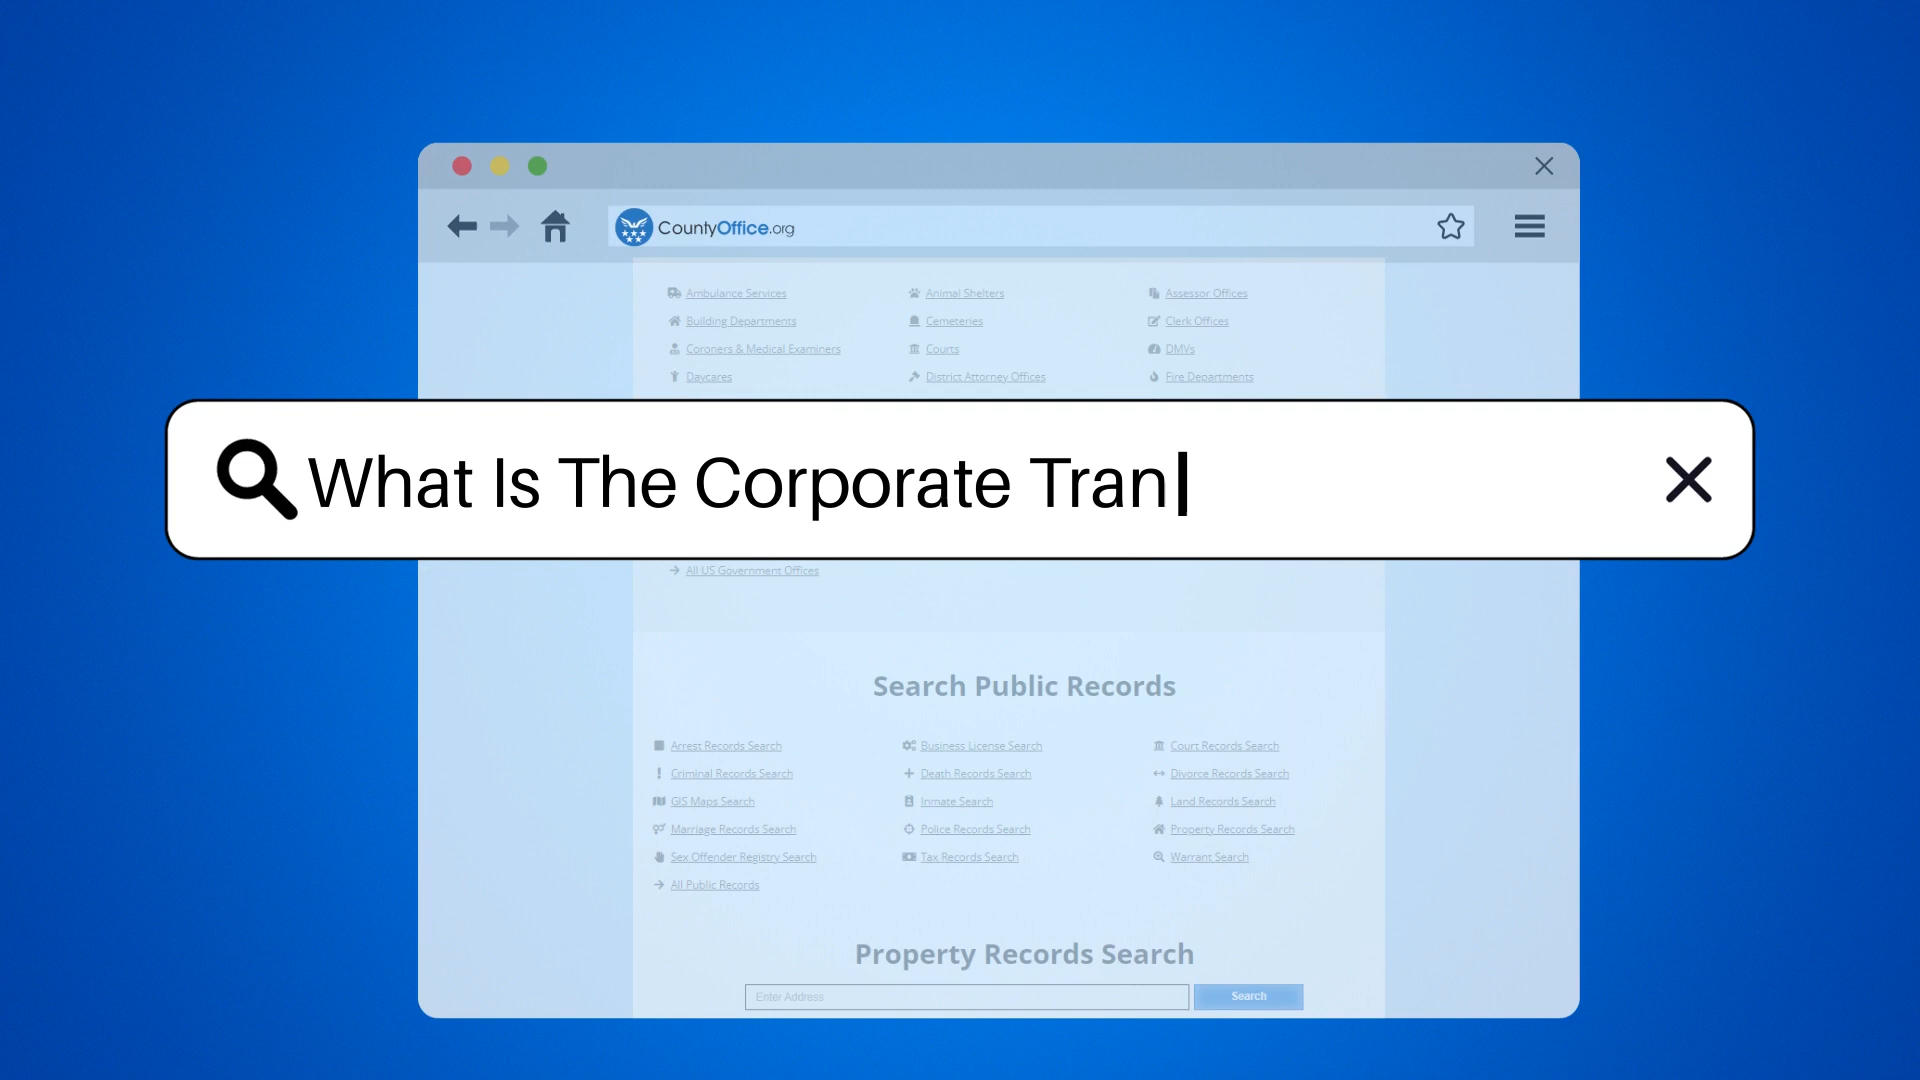 CountyOffice.org
Ambulance Services Animal Shelters Assessor Offices
Building Departments Cemeteries Clerk Offices
Coroners & Medical Examiners Courts DMVs
Daycares District Attorney Offices Fire Departments
What Is The Corporate Tran
All US Government Offices
Search Public Records
Arrest Records Search Business License Search Court Records Search
Criminal Records Search Death Records Search Divorce Records Search
GIS Maps Search Inmate Search Land Records Search
Marriage Records Search Police Records Search Property Records Search
Sex Offender Registry Search Tax Records Search Warrant Search
All Public Records
Property Records Search
Enter Address Search